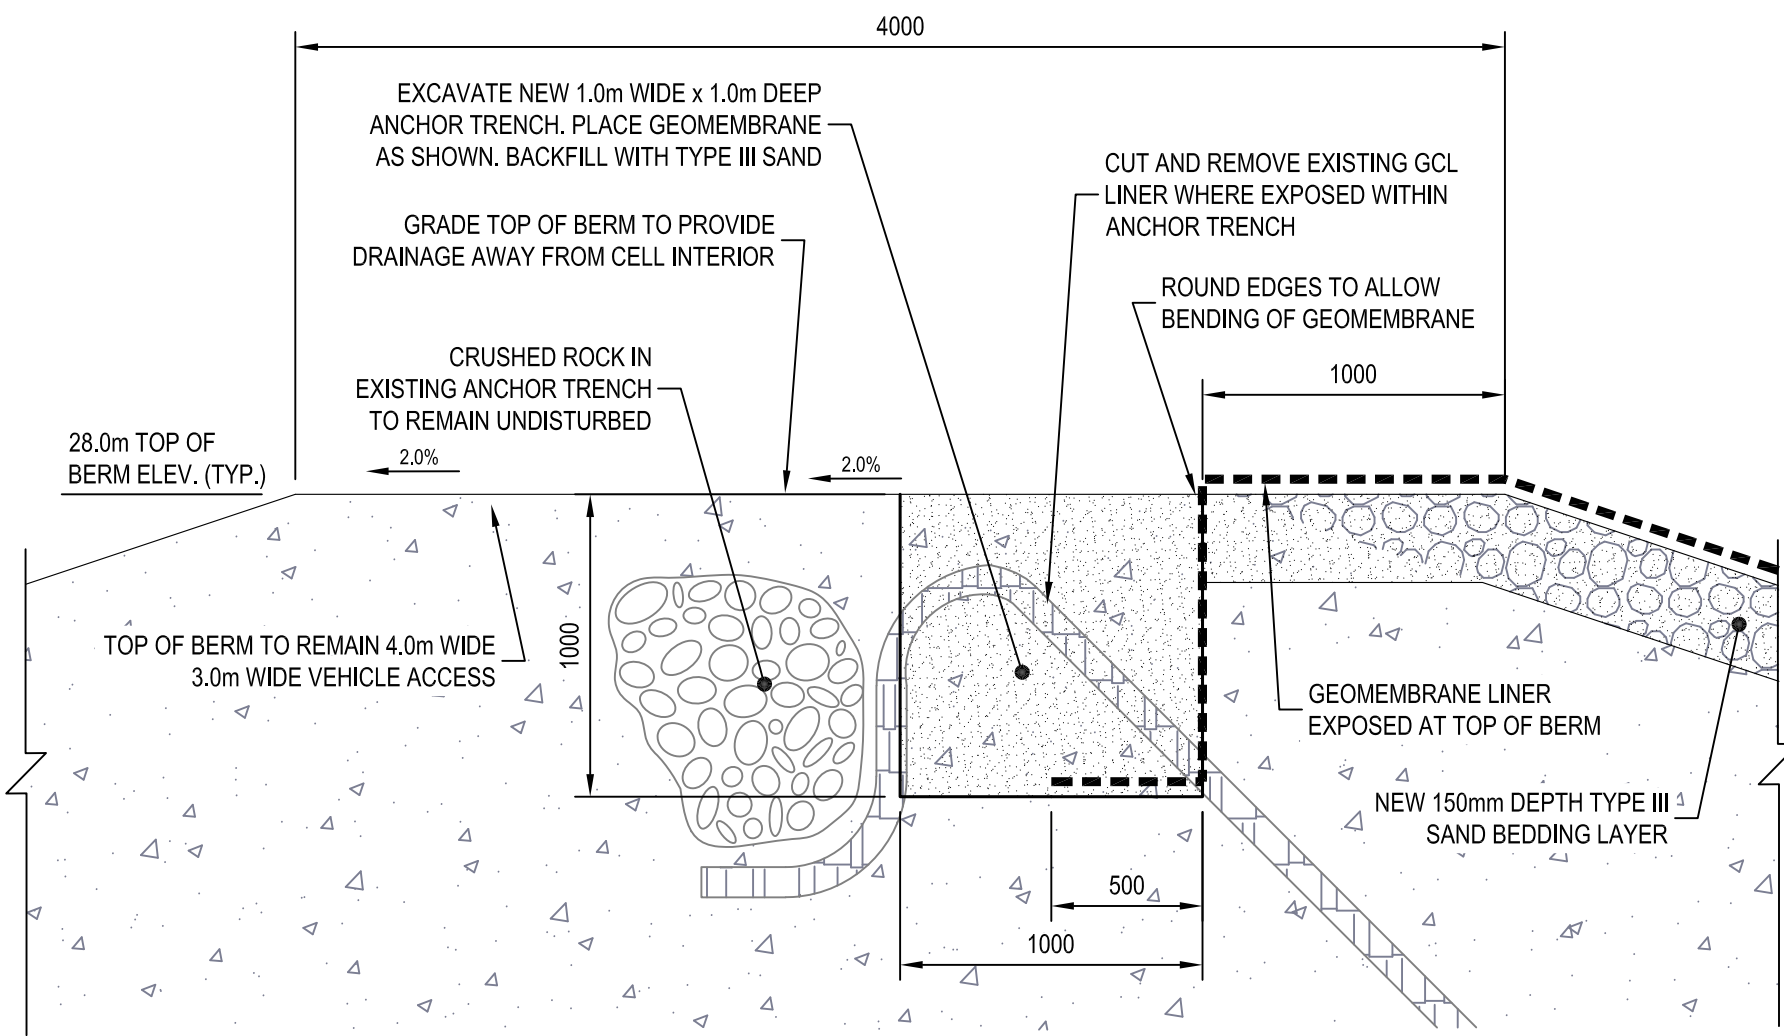 4000
EXCAVATE NEW 1.0m WIDE x 1.0m DEEP
ANCHOR TRENCH. PLACE GEOMEMBRANE
AS SHOWN. BACKFILL WITH TYPE III SAND
CUT AND REMOVE EXISTING GCL
LINER WHERE EXPOSED WITHIN
ANCHOR TRENCH
GRADE TOP OF BERM TO PROVIDE
DRAINAGE AWAY FROM CELL INTERIOR
ROUND EDGES TO ALLOW
BENDING OF GEOMEMBRANE
CRUSHED ROCK IN
EXISTING ANCHOR TRENCH
TO REMAIN UNDISTURBED
1000
28.0m TOP OF
BERM ELEV. (TYP.)
2.0%
2.0%
1000
TOP OF BERM TO REMAIN 4.0m WIDE
3.0m WIDE VEHICLE ACCESS
GEOMEMBRANE LINER
EXPOSED AT TOP OF BERM
NEW 150mm DEPTH TYPE III
SAND BEDDING LAYER
500
1000